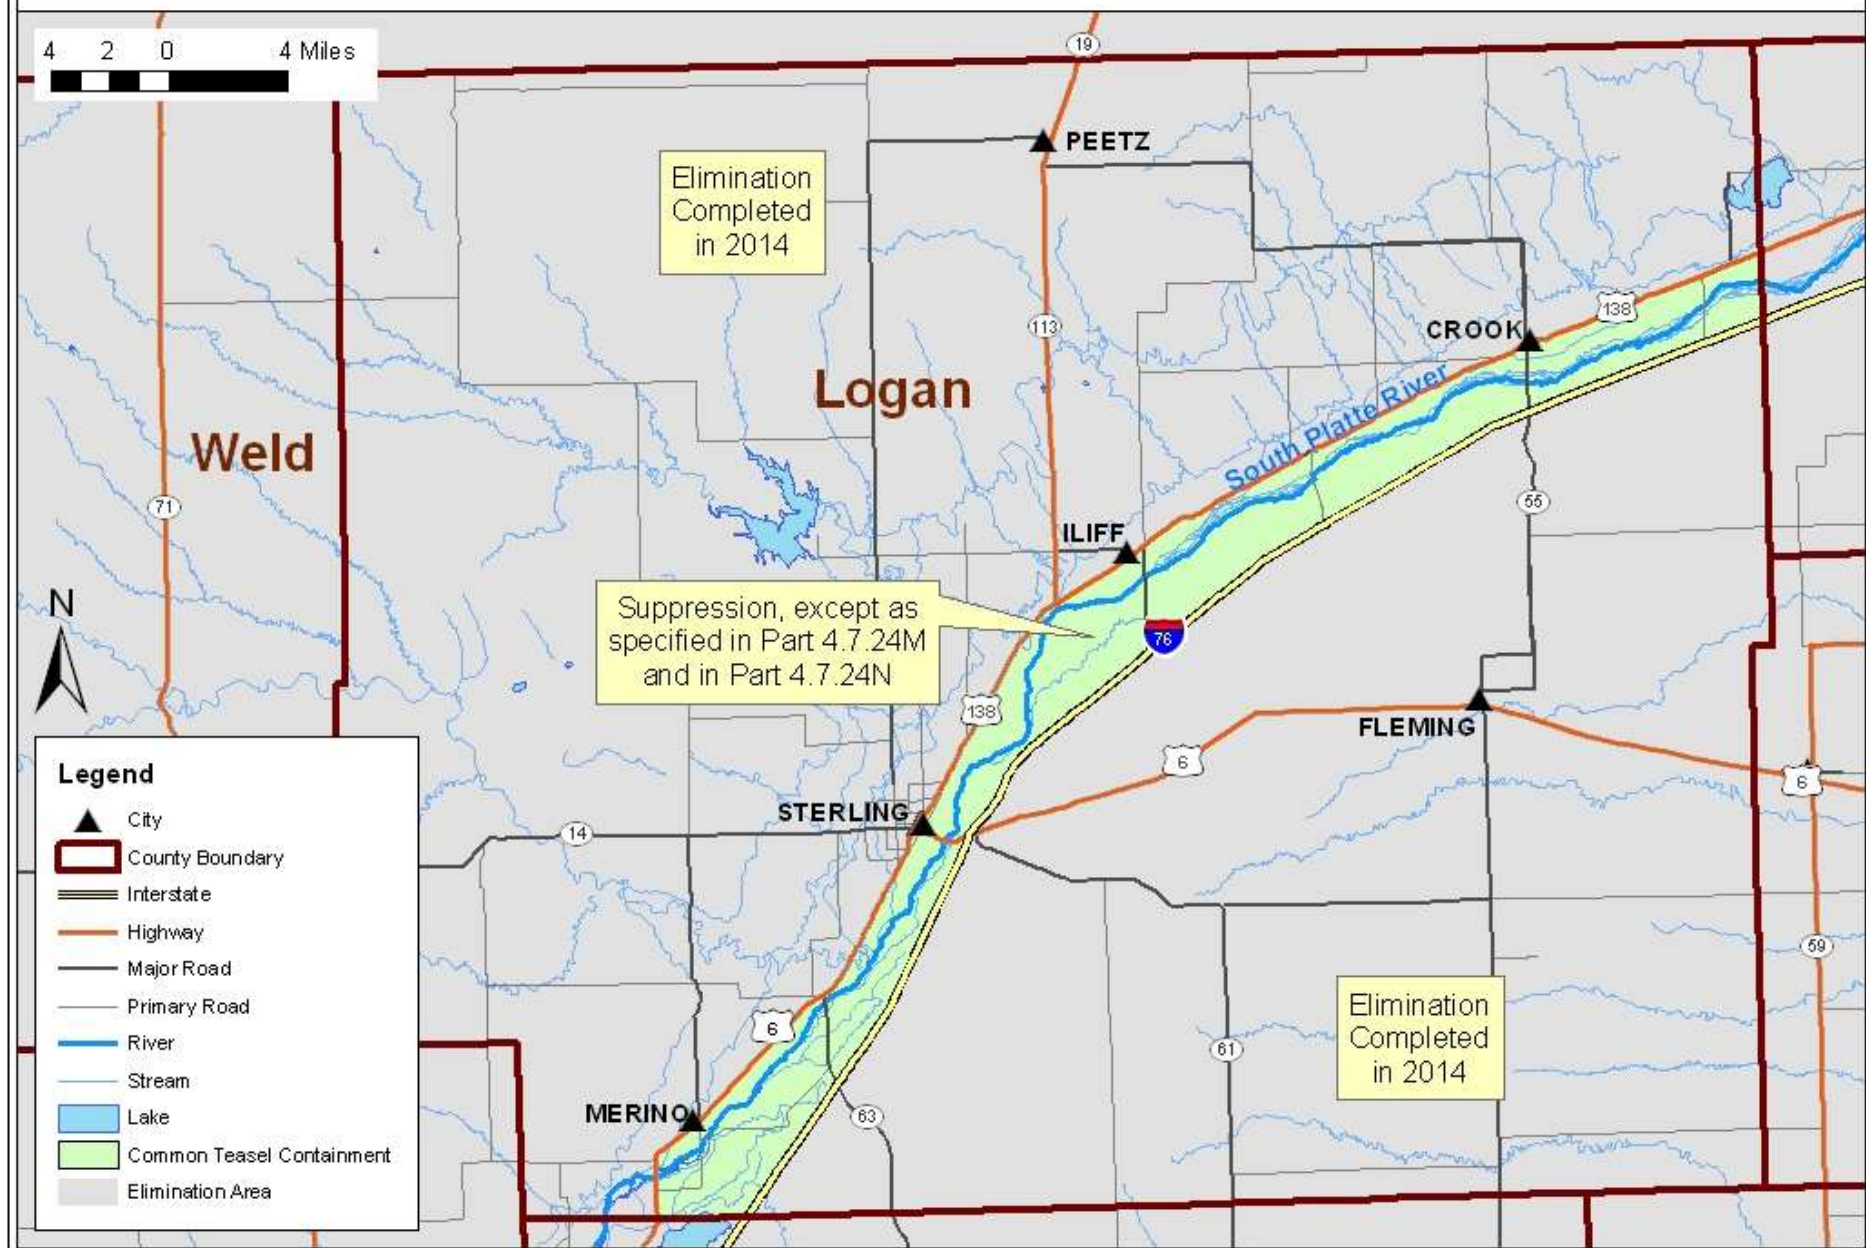 4 2 0 4 Miles
19
PEETZ
Elimination
Completed
in 2014
113
138
CROOK
Logan
Weld
South Platte River
71
55
ILIFF
N
Suppression, except as
specified in Part 4.7.24M
and in Part 4.7.24N
76
138
FLEMING
6
6
STERLING
14
Legend
City
County Boundary
Interstate
Highway
Major Road
Primary Road
River
Stream
Lake
Common Teasel Containment
Elimination Area
59
6
Elimination
Completed
in 2014
61
MERINO
63